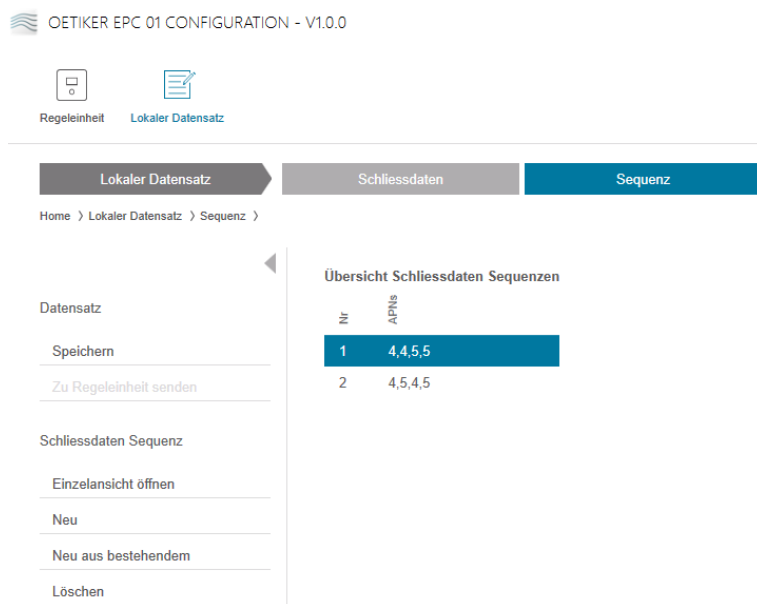 OETIKER EPC 01 CONFIGURATION - V1.0.0
Regeleinheit Lokaler Datensatz
Lokaler Datensatz Schliessdaten Sequenz
Home > Lokaler Datensatz > Sequenz >
Übersicht Schliessdaten Sequenzen
Datensatz
Nr APNs
Speichern
1 4,4,5,5
Zu Regeleinheit senden
2 4,5,4,5
Schliessdaten Sequenz
Einzelansicht öffnen
Neu
Neu aus bestehendem
Löschen